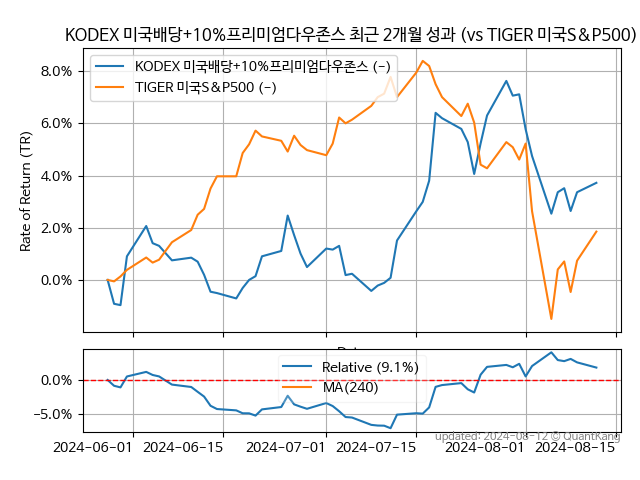 KODEX 미국배당+10%프리미엄다우존스 최근 2개월 성과 (vs TIGER 미국S&P500)
KODEX 미국배당+10%프리미엄다우존스 (-)
TIGER 미국S&P500 (-)
Rate of Return (TR)
8.0%
6.0%
4.0%
2.0%
0.0%
Relative (9.1%)
MA(240)
0.0%
−5.0%
updated: 2024-08-12 © QuantKang
2024-06-01
2024-06-15
2024-07-01
2024-07-15
2024-08-01
2024-08-15